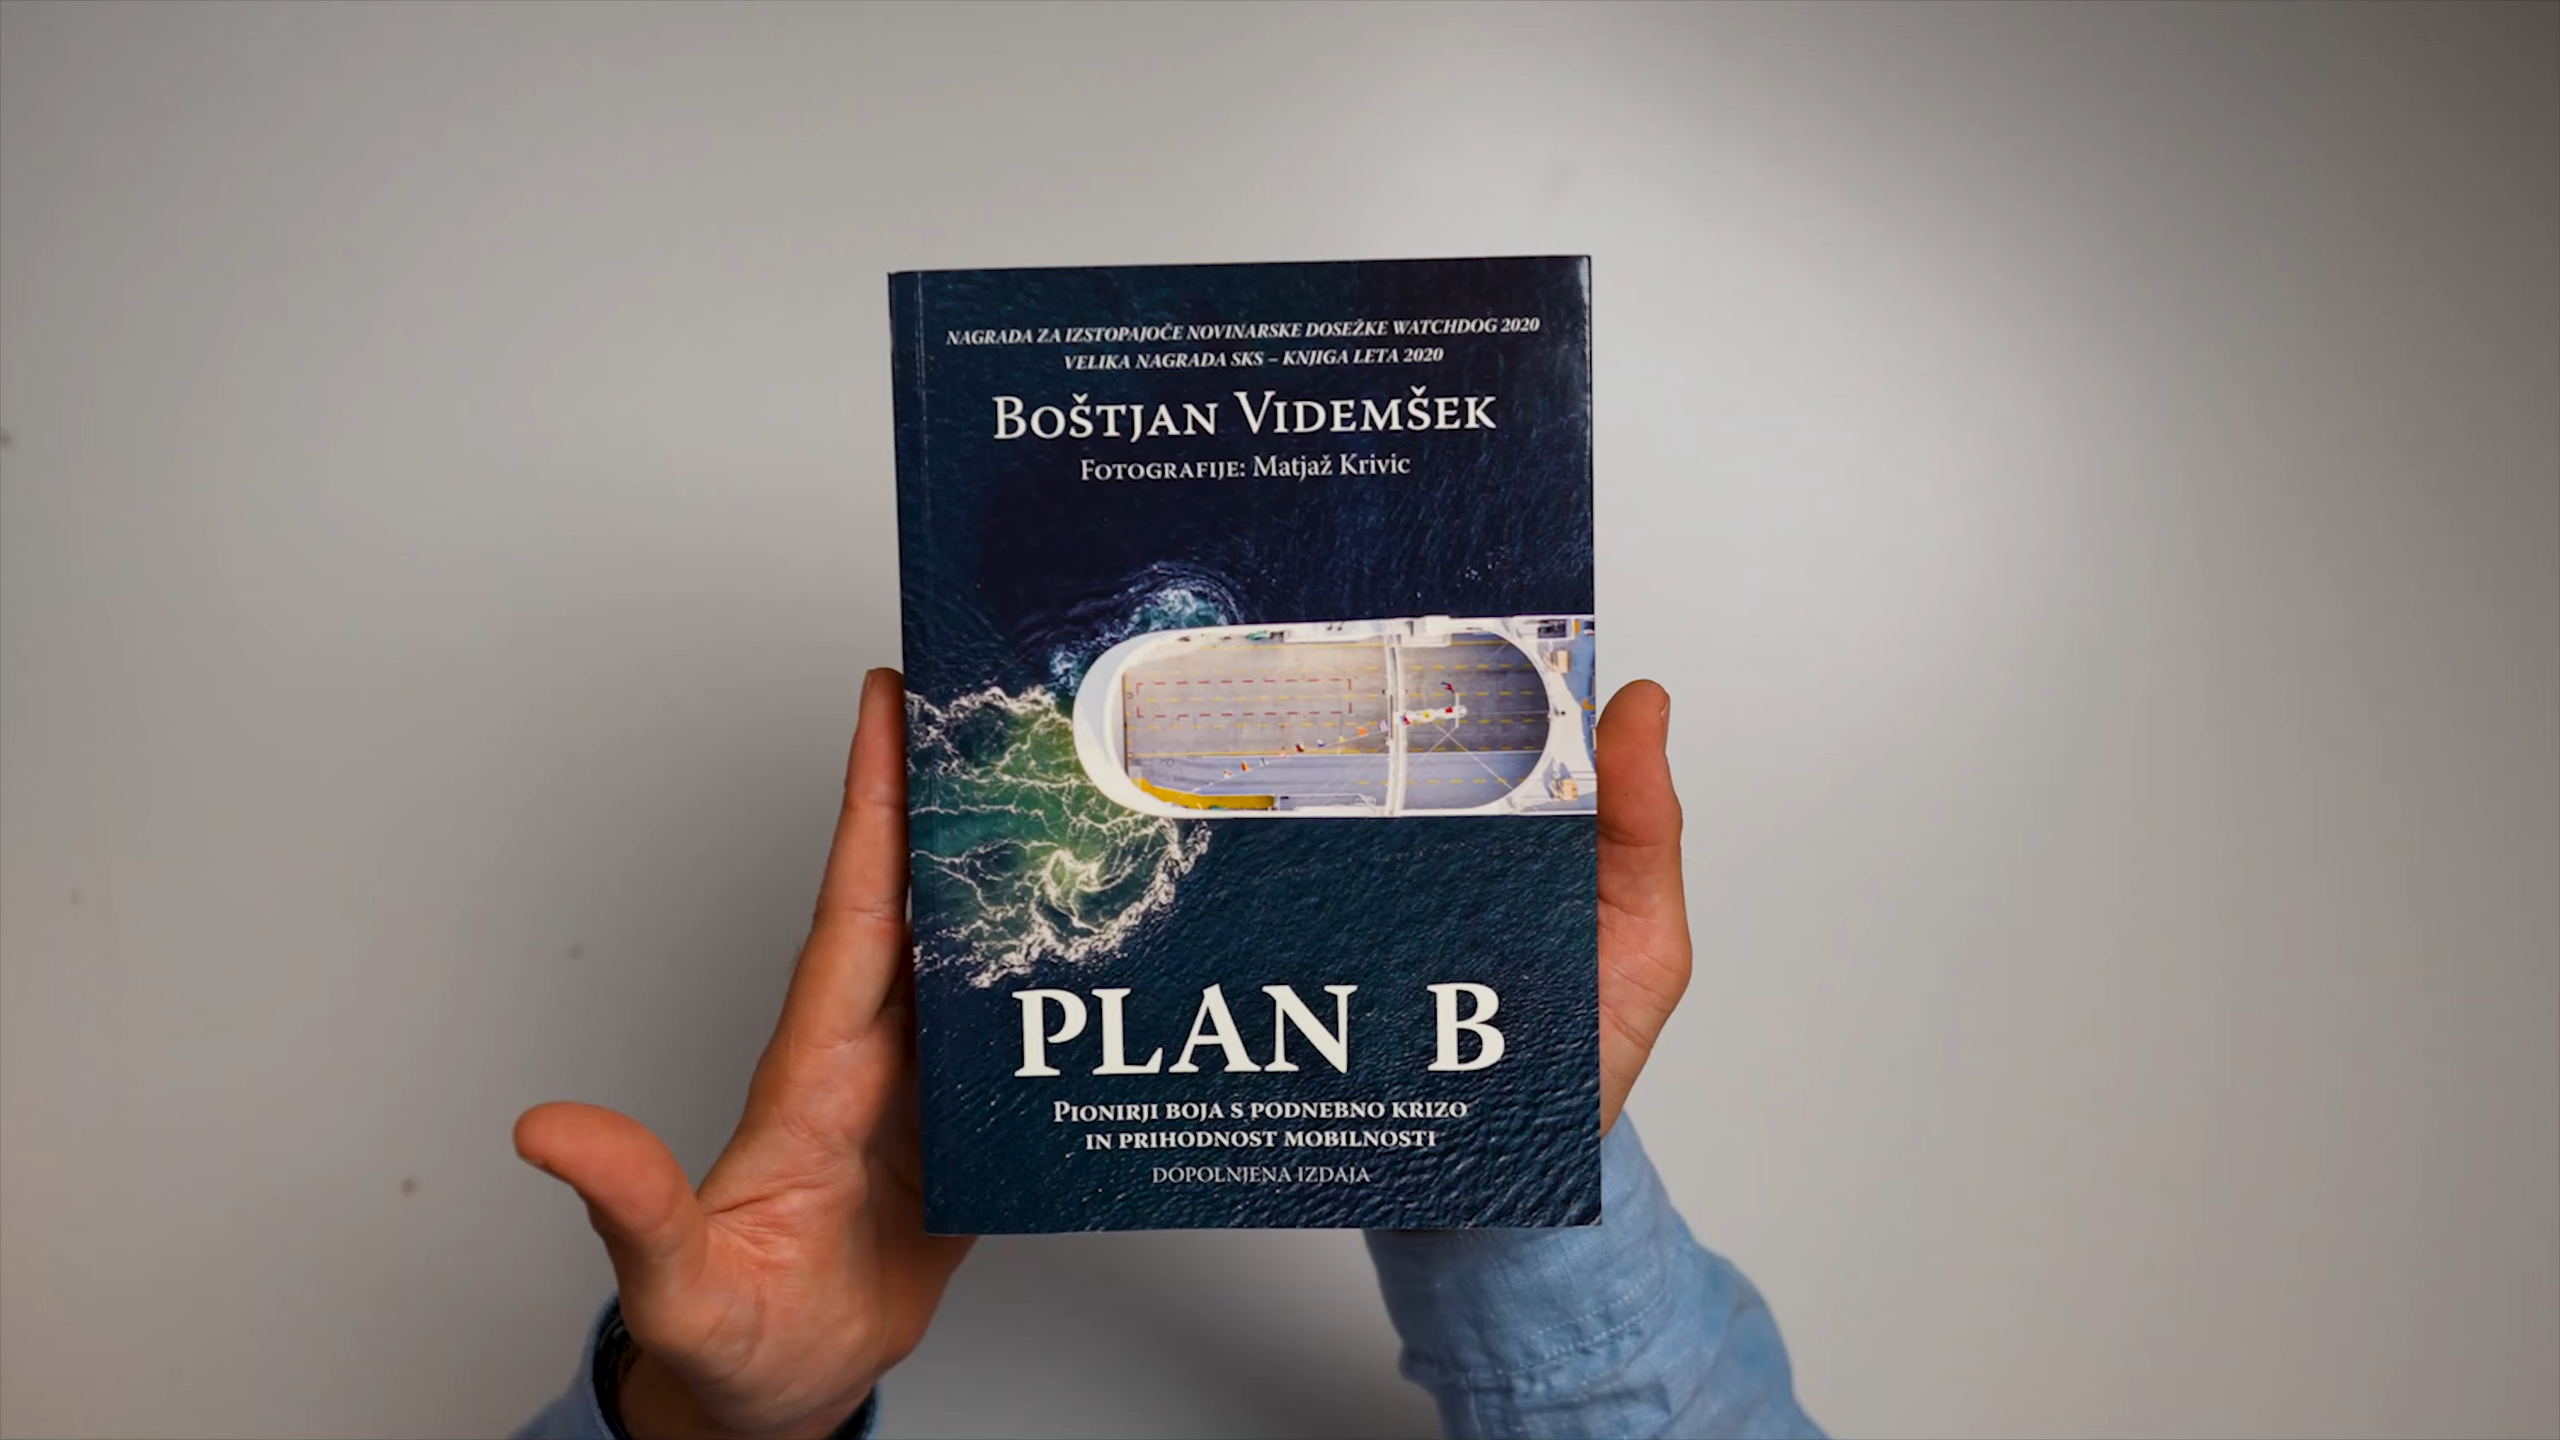 NAGRADA ZA IZSTOPAJOČE NOVINARSKE DOSEŽKE WATCHDOG 2020
VELIKA NAGRADA SKS – KNJIGA LETA 2020
BOŠTJAN VIDEMŠEK
FOTOGRAFIJE: Matjaž Krivic
PLAN B
PIONIRJI BOJA S PODNEBNO KRIZO
IN PRIHODNOST MOBILNOSTI
DOPOLNJENA IZDAJA